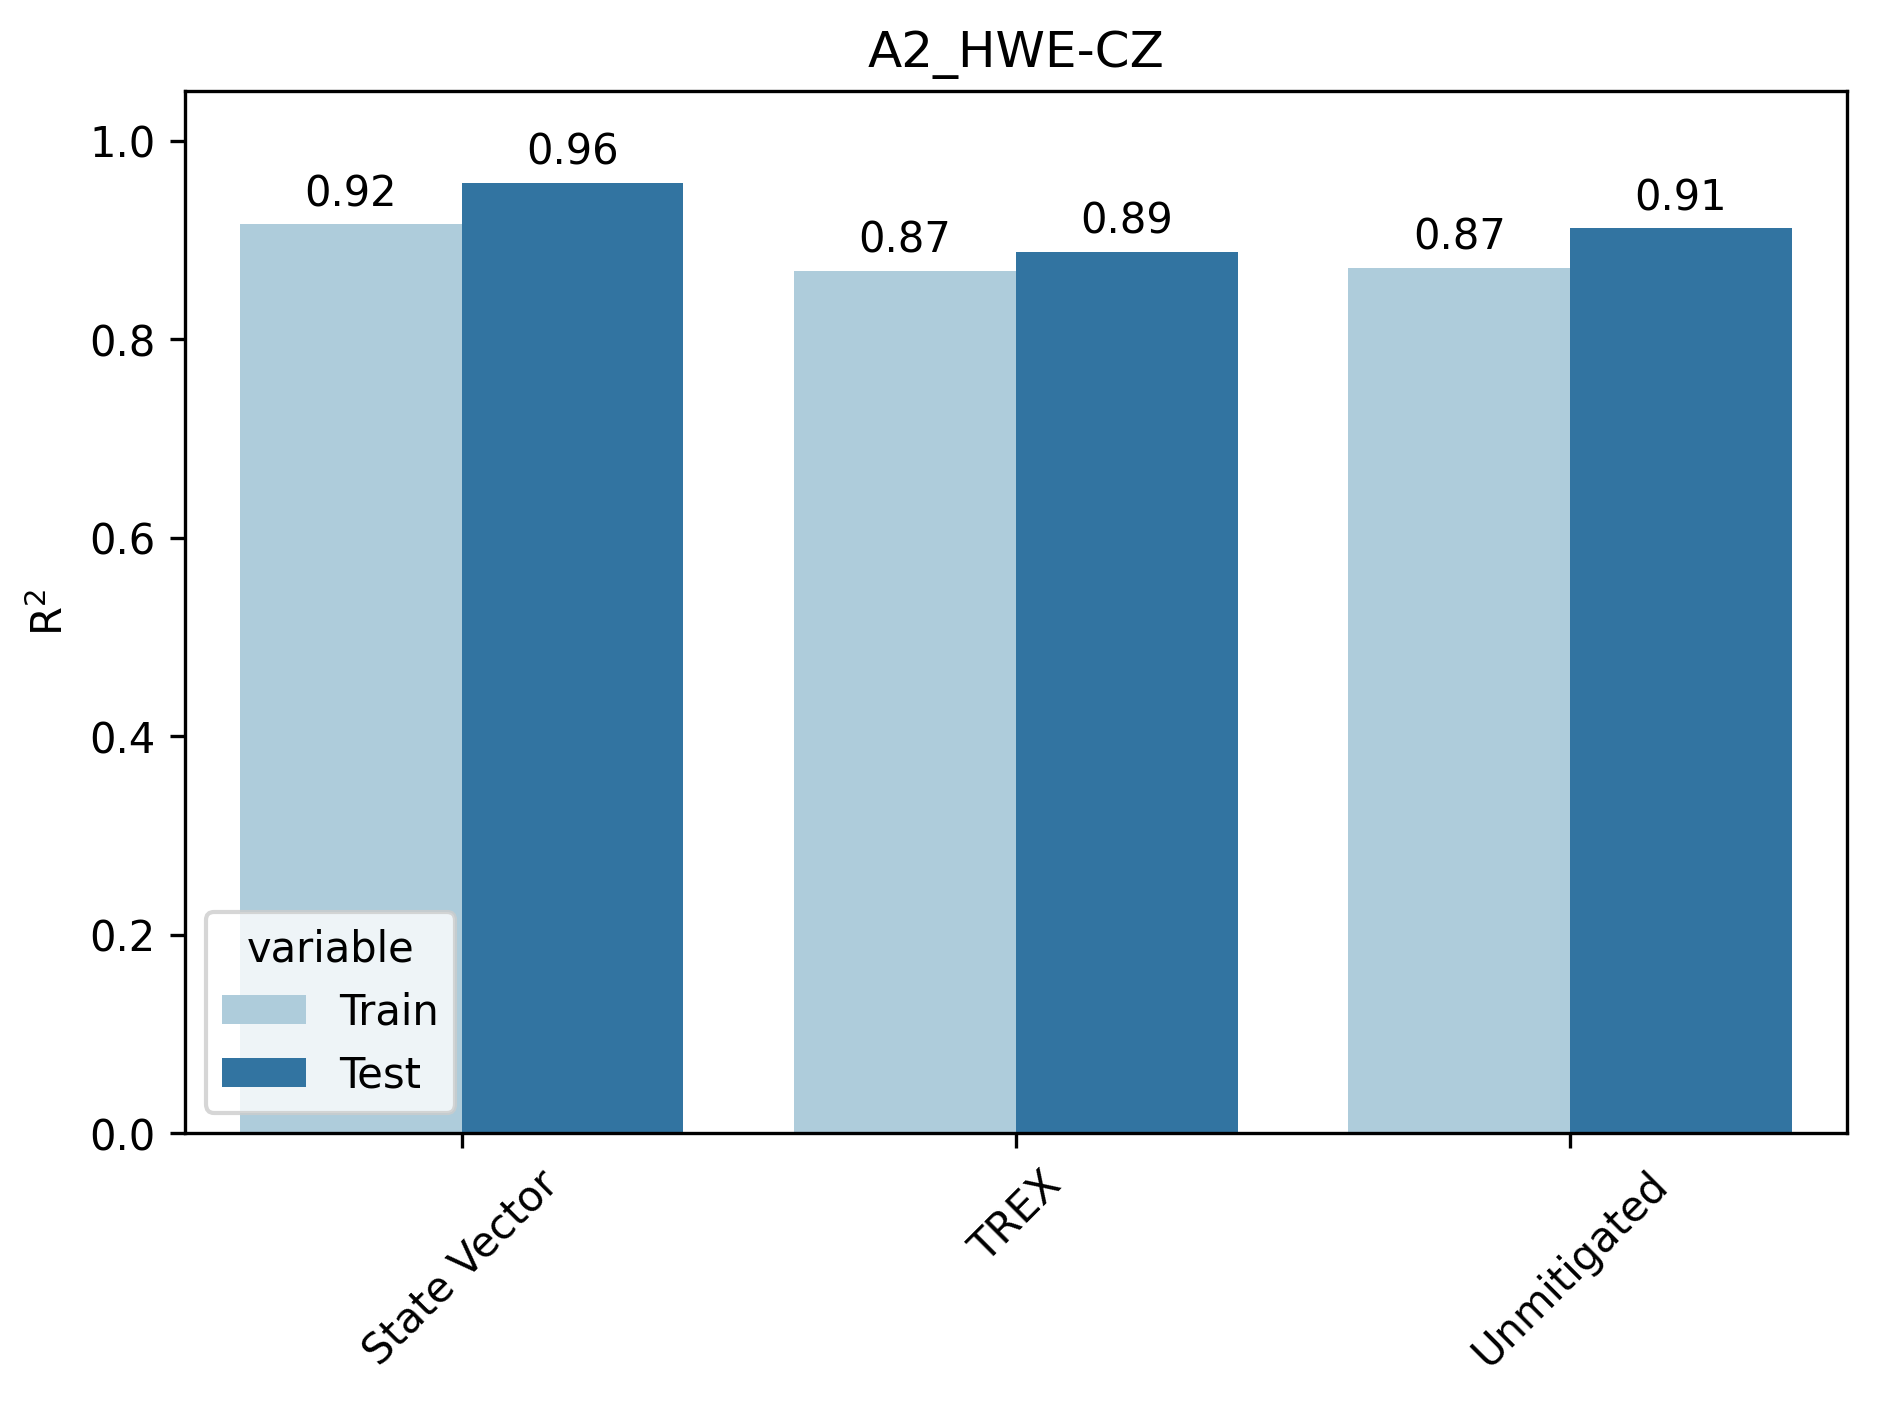 A2_HWE-CZ
R²
1.0
0.8
0.6
0.4
0.2
0.0
0.92
0.96
0.87
0.89
0.87
0.91
variable
Train
Test
State Vector
TREX
Unmitigated